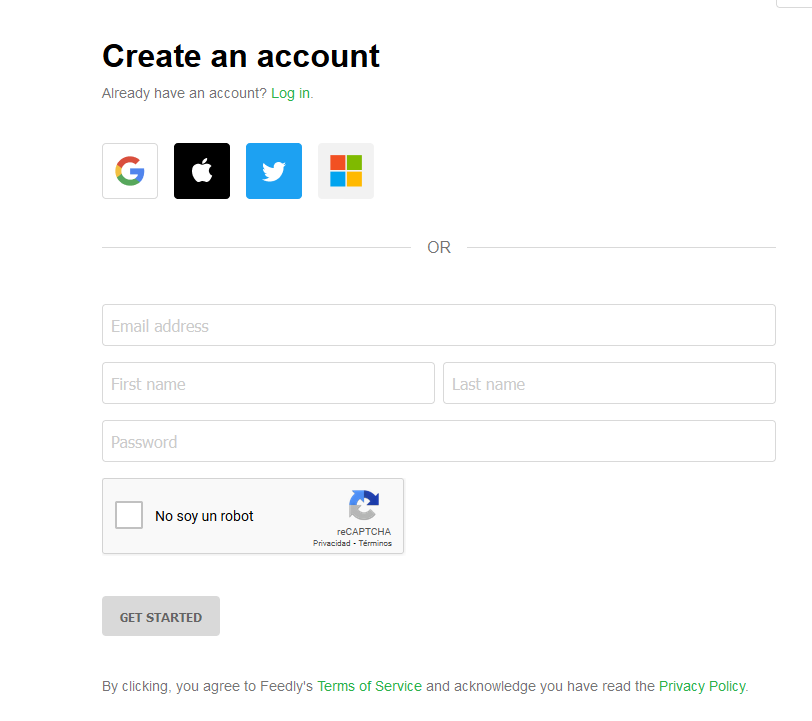 Create an account
Already have an account? Log in.
OR
Email address
First name
Last name
Password
No soy un robot
reCAPTCHA
Privacidad - Términos
GET STARTED
By clicking, you agree to Feedly's Terms of Service and acknowledge you have read the Privacy Policy.